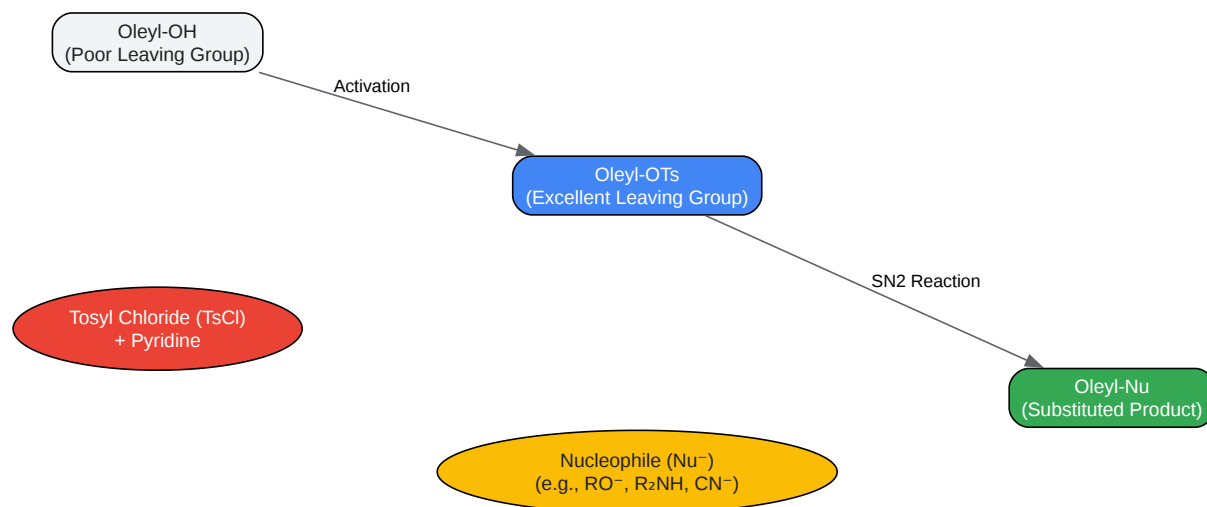 Oleyl-OH
(Poor Leaving Group)
Activation
Oleyl-OTs
(Excellent Leaving Group)
SN2 Reaction
Tosyl Chloride (TsCl)
+ Pyridine
Oleyl-Nu
(Substituted Product)
Nucleophile (Nu⁻)
(e.g., RO⁻, R₂NH, CN⁻)